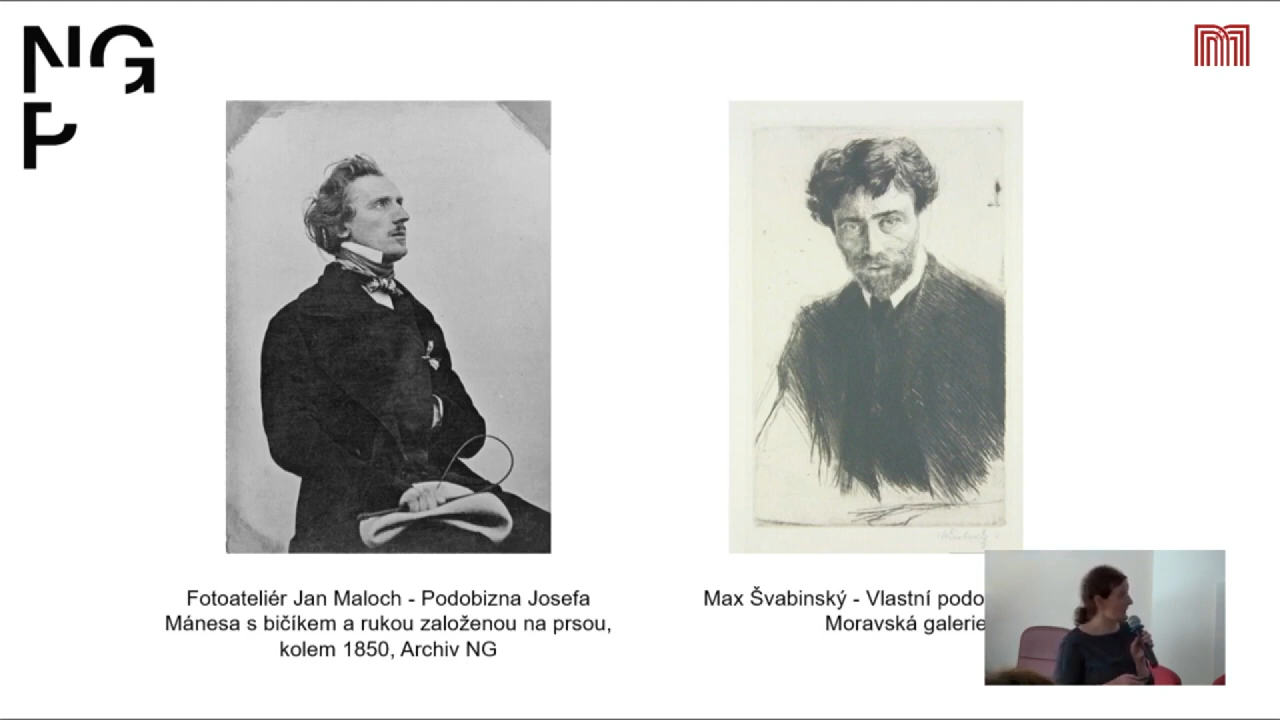 NG
P
Fotoateliér Jan Maloch - Podobizna Josefa
Mánesa s bičíkem a rukou založenou na prsou,
kolem 1850, Archiv NG
Max Švabinský - Vlastní
Moravská galerie